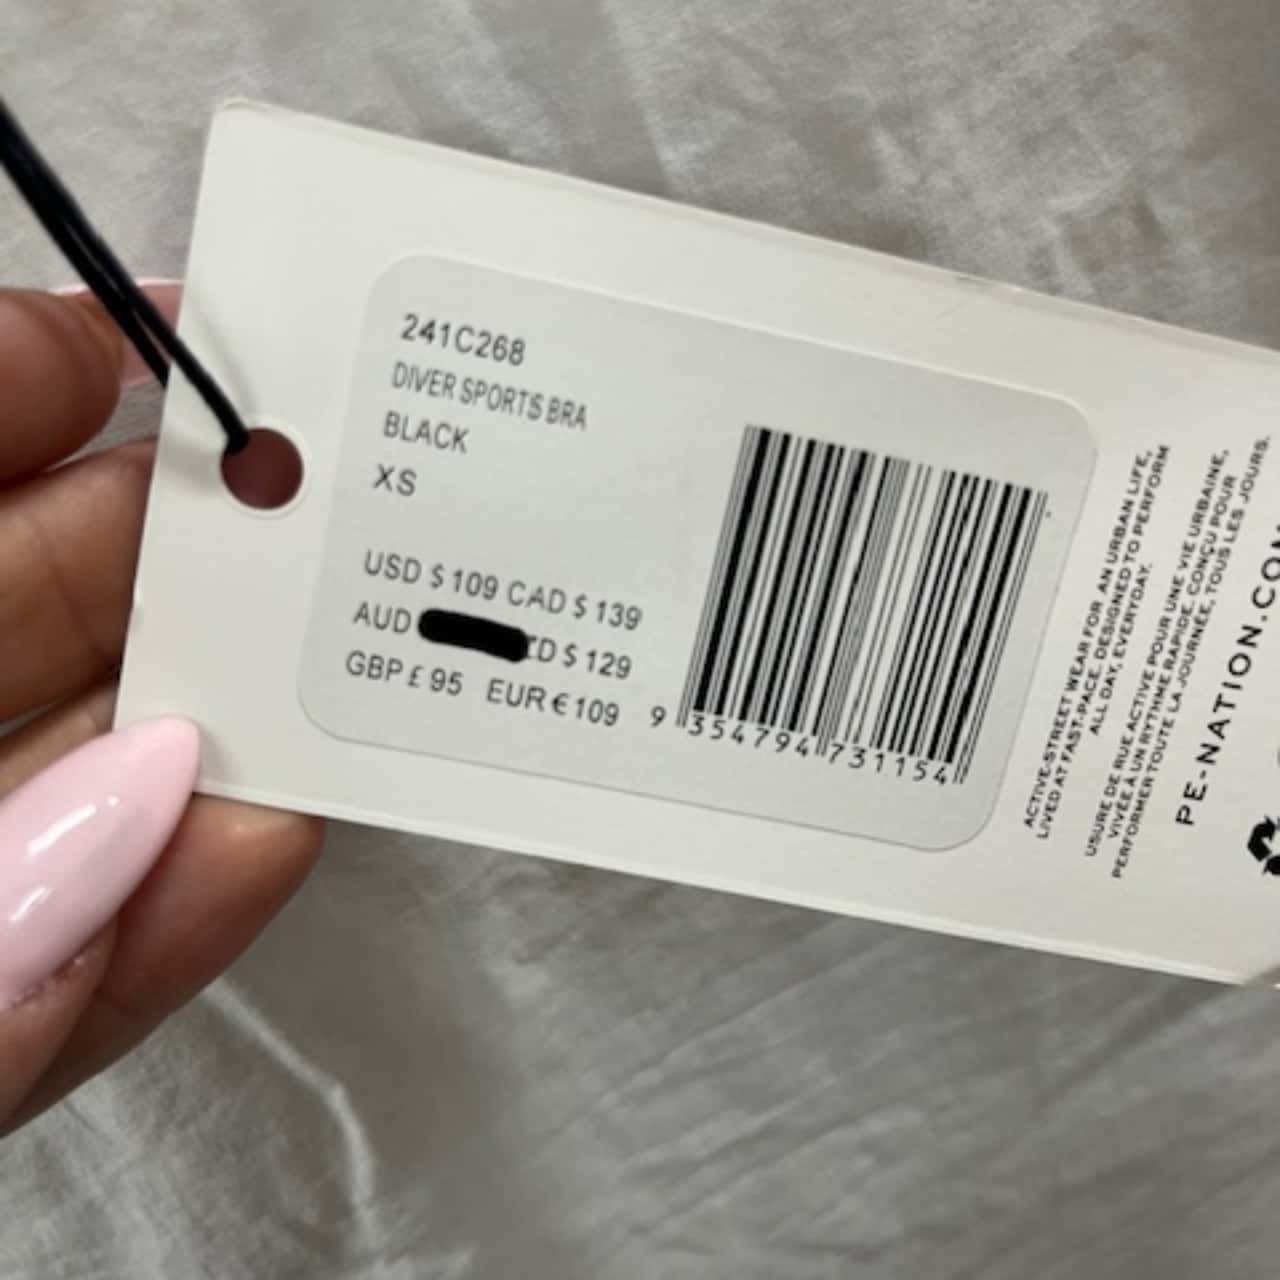 241C268
DIVER SPORTS BRA
BLACK
XS
USD $ 109 CAD $ 139
AUD ZD $ 129
GBP £ 95 EUR € 109
9 354794 731154
ACTIVE-STREET WEAR FOR AN URBAN LIFE,
LIVED AT FAST-PACE. DESIGNED TO PERFORM
ALL DAY, EVERYDAY.
USURE DE RUE ACTIVE POUR UNE VIE URBAINE,
VIVÉE À UN RYTHME RAPIDE. CONÇU POUR
PERFORMER TOUTE LA JOURNÉE, TOUS LES JOURS.
PE-NATION.COM